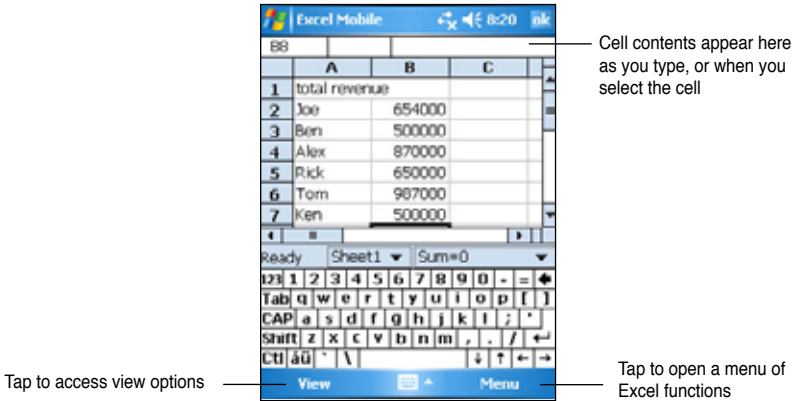 Excel Mobile 8:20 ok
B8
Cell contents appear here
as you type, or when you
select the cell
A B C
1 total revenue
2 Joe 654000
3 Ben 500000
4 Alex 870000
5 Rick 650000
6 Tom 987000
7 Ken 500000
Ready Sheet1 Sum=0
123 1 2 3 4 5 6 7 8 9 0 - =
Tab q w e r t y u i o p [ ]
CAP a s d f g h j k l ; '
Shift z x c v b n m , . /
Ctl áü ` \
Tap to access view options
View Menu
Tap to open a menu of
Excel functions